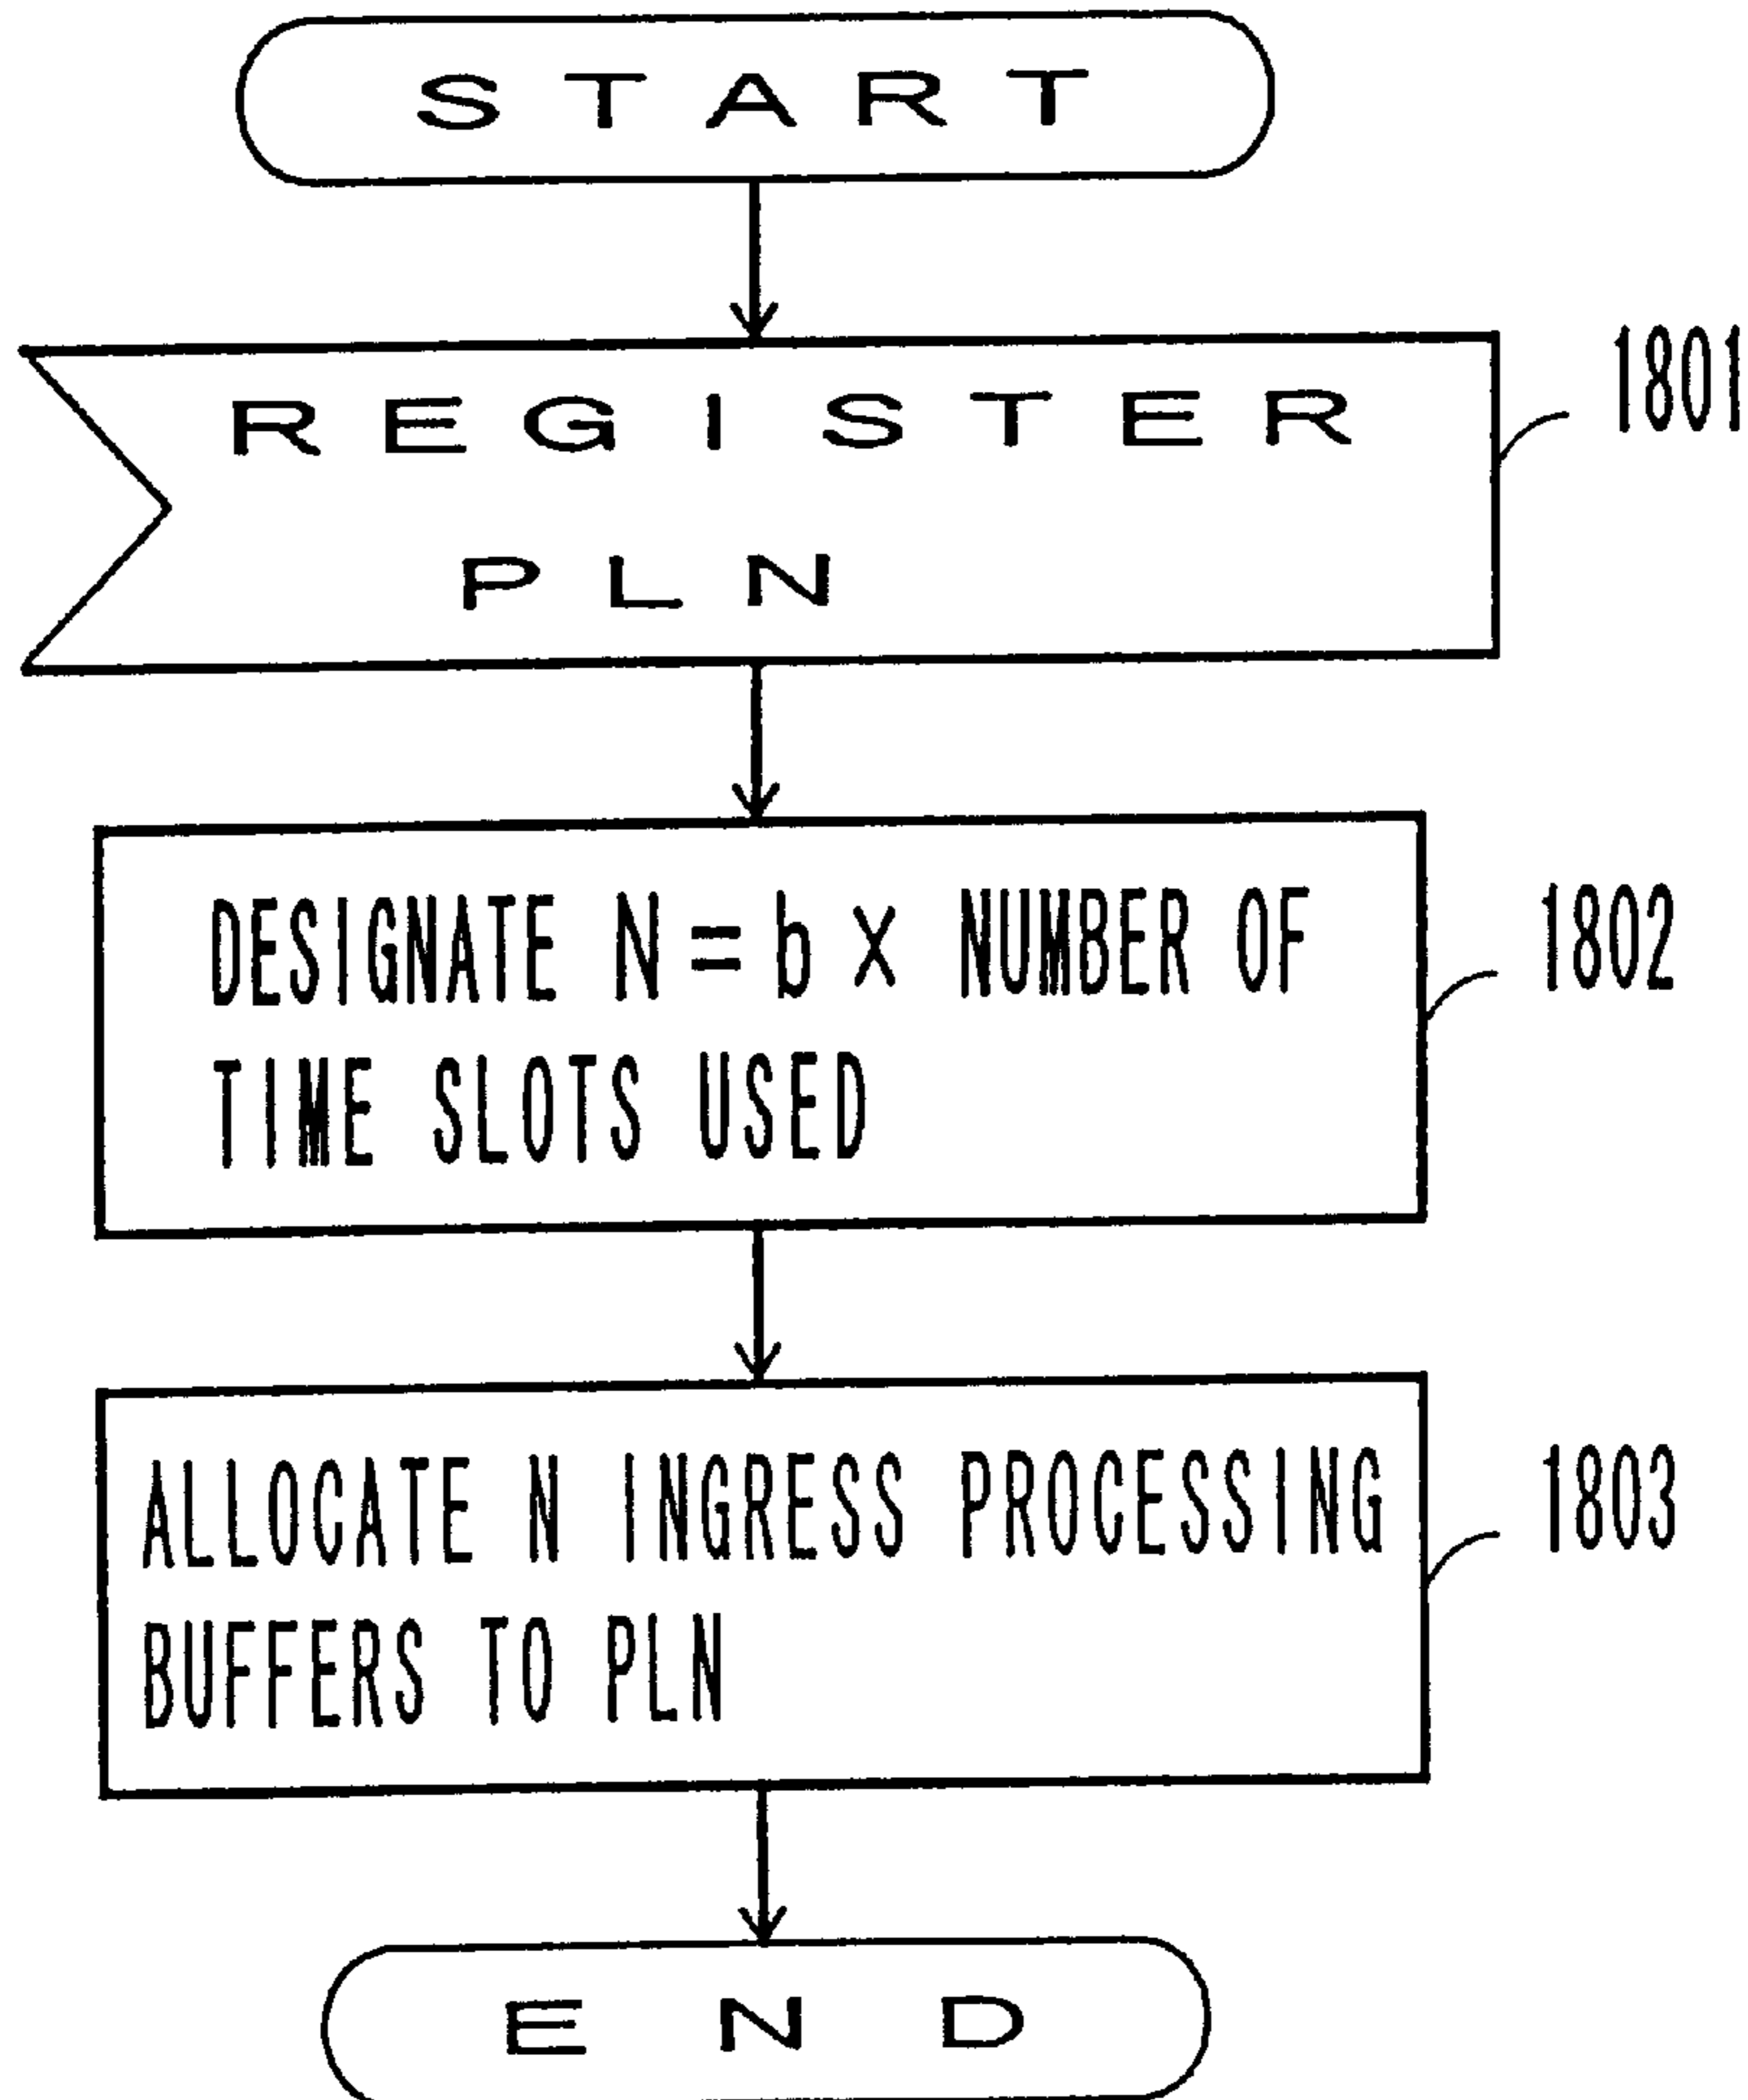 START
REGISTER
PLN
1801
DESIGNATE N = b × NUMBER OF
TIME SLOTS USED
1802
ALLOCATE N INGRESS PROCESSING
BUFFERS TO PLN
1803
END